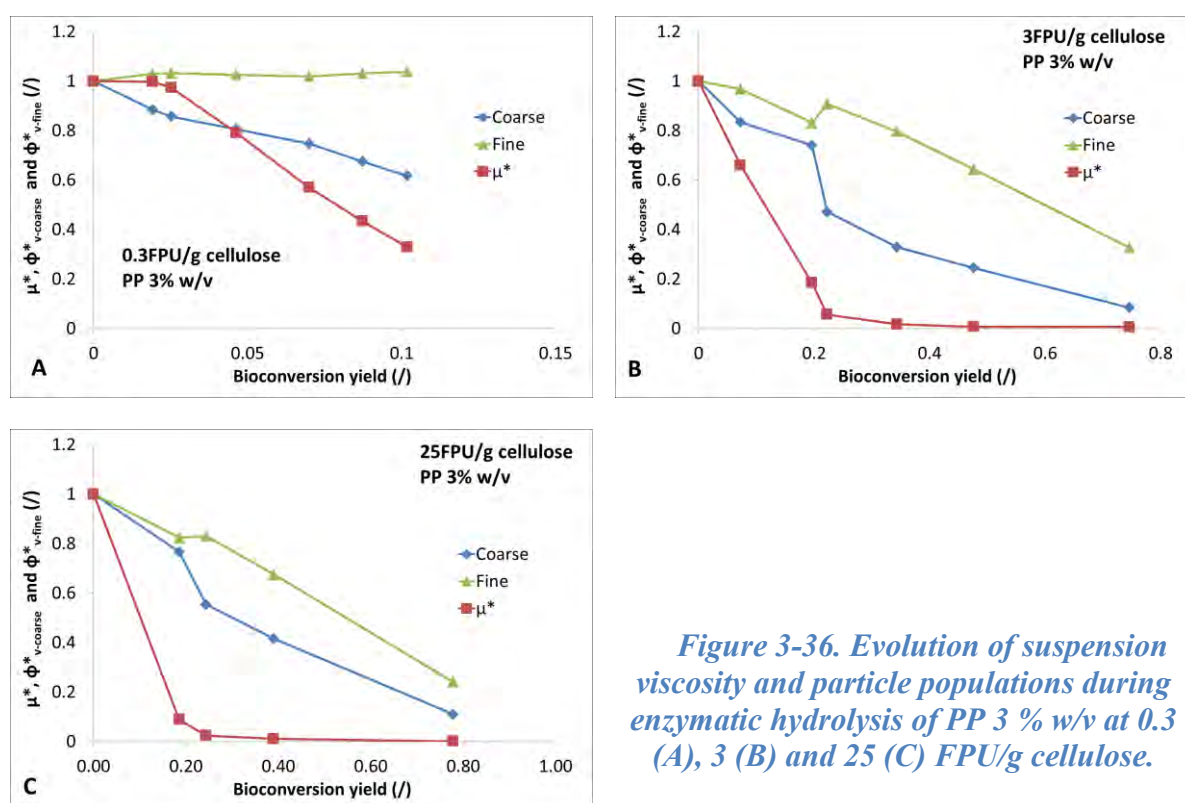 1.2
1
0.8
0.6
0.4
0.2
0
μ*, ϕ*v-coarse and ϕ*v-fine (/)
0.3FPU/g cellulose
PP 3% w/v
Coarse
Fine
μ*
0 0.05 0.1 0.15
Bioconversion yield (/)
A
1.2
1
0.8
0.6
0.4
0.2
0
μ*, ϕ*v-coarse and ϕ*v-fine (/)
3FPU/g cellulose
PP 3% w/v
Coarse
Fine
μ*
0 0.2 0.4 0.6 0.8
Bioconversion yield (/)
B
1.2
1
0.8
0.6
0.4
0.2
0
μ*, ϕ*v-coarse and ϕ*v-fine (/)
25FPU/g cellulose
PP 3% w/v
Coarse
Fine
μ*
0.00 0.20 0.40 0.60 0.80 1.00
Bioconversion yield (/)
C
Figure 3-36. Evolution of suspension
viscosity and particle populations during
enzymatic hydrolysis of PP 3 % w/v at 0.3
(A), 3 (B) and 25 (C) FPU/g cellulose.